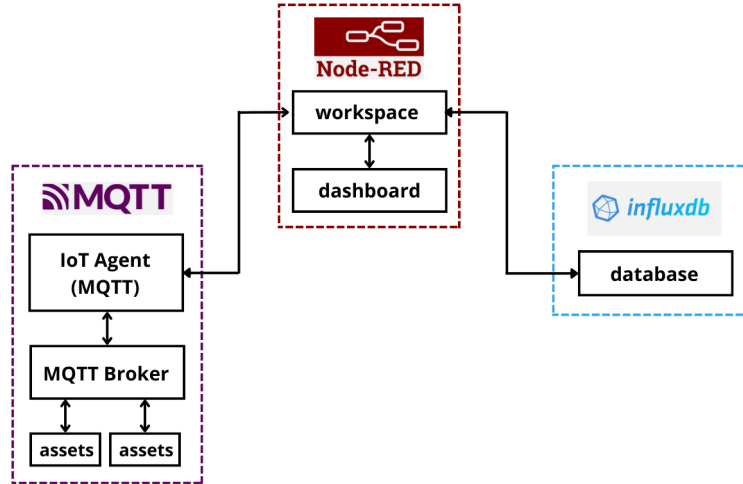 Node-RED
workspace
dashboard
MQTT
IoT Agent
(MQTT)
MQTT Broker
assets
assets
influxdb
database